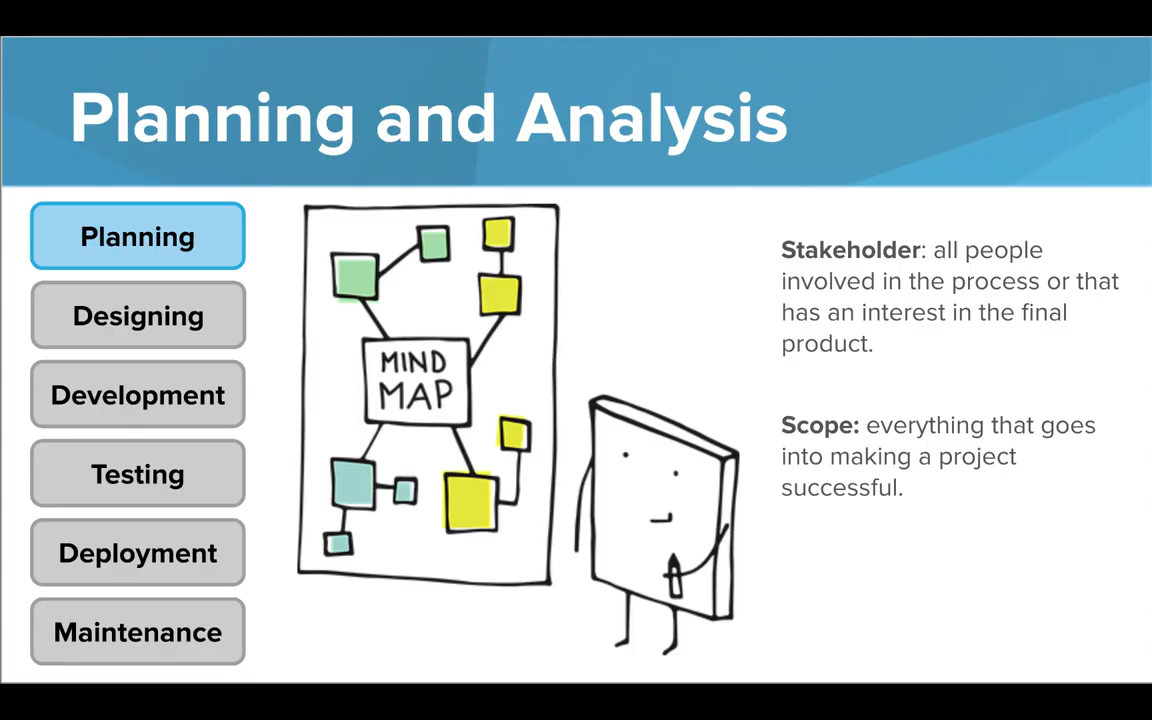 Planning and Analysis
Planning
Designing
Development
Testing
Deployment
Maintenance
MIND
MAP
Stakeholder: all people
involved in the process or that
has an interest in the final
product.
Scope: everything that goes
into making a project
successful.